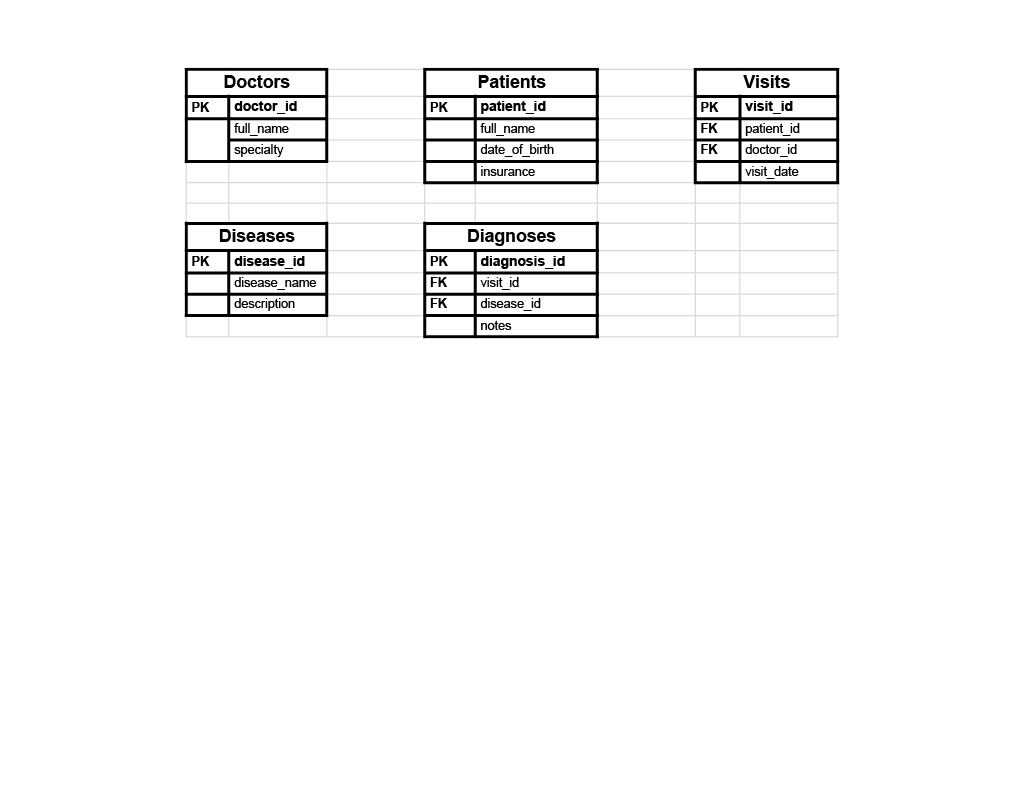 Doctors
PK doctor_id
full_name
specialty
Patients
PK patient_id
full_name
date_of_birth
insurance
Visits
PK visit_id
FK patient_id
FK doctor_id
visit_date
Diseases
PK disease_id
disease_name
description
Diagnoses
PK diagnosis_id
FK visit_id
FK disease_id
notes